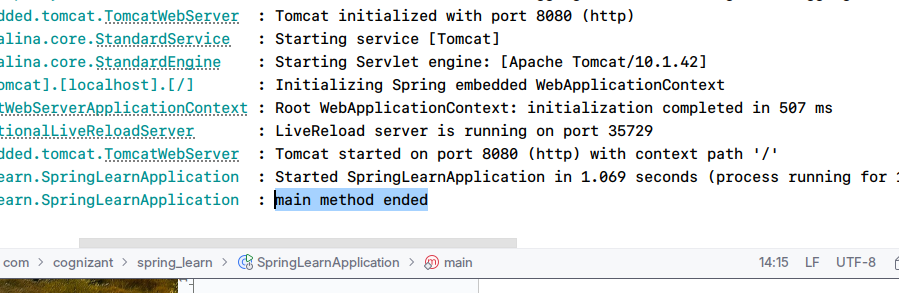 dded.tomcat.TomcatWebServer : Tomcat initialized with port 8080 (http)
alina.core.StandardService : Starting service [Tomcat]
alina.core.StandardEngine : Starting Servlet engine: [Apache Tomcat/10.1.42]
omcat].[localhost].[/] : Initializing Spring embedded WebApplicationContext
tWebServerApplicationContext : Root WebApplicationContext: initialization completed in 507 ms
tionalLiveReloadServer : LiveReload server is running on port 35729
dded.tomcat.TomcatWebServer : Tomcat started on port 8080 (http) with context path '/'
earn.SpringLearnApplication : Started SpringLearnApplication in 1.069 seconds (process running for 1
earn.SpringLearnApplication : main method ended
com > cognizant > spring_learn > SpringLearnApplication > main 14:15 LF UTF-8